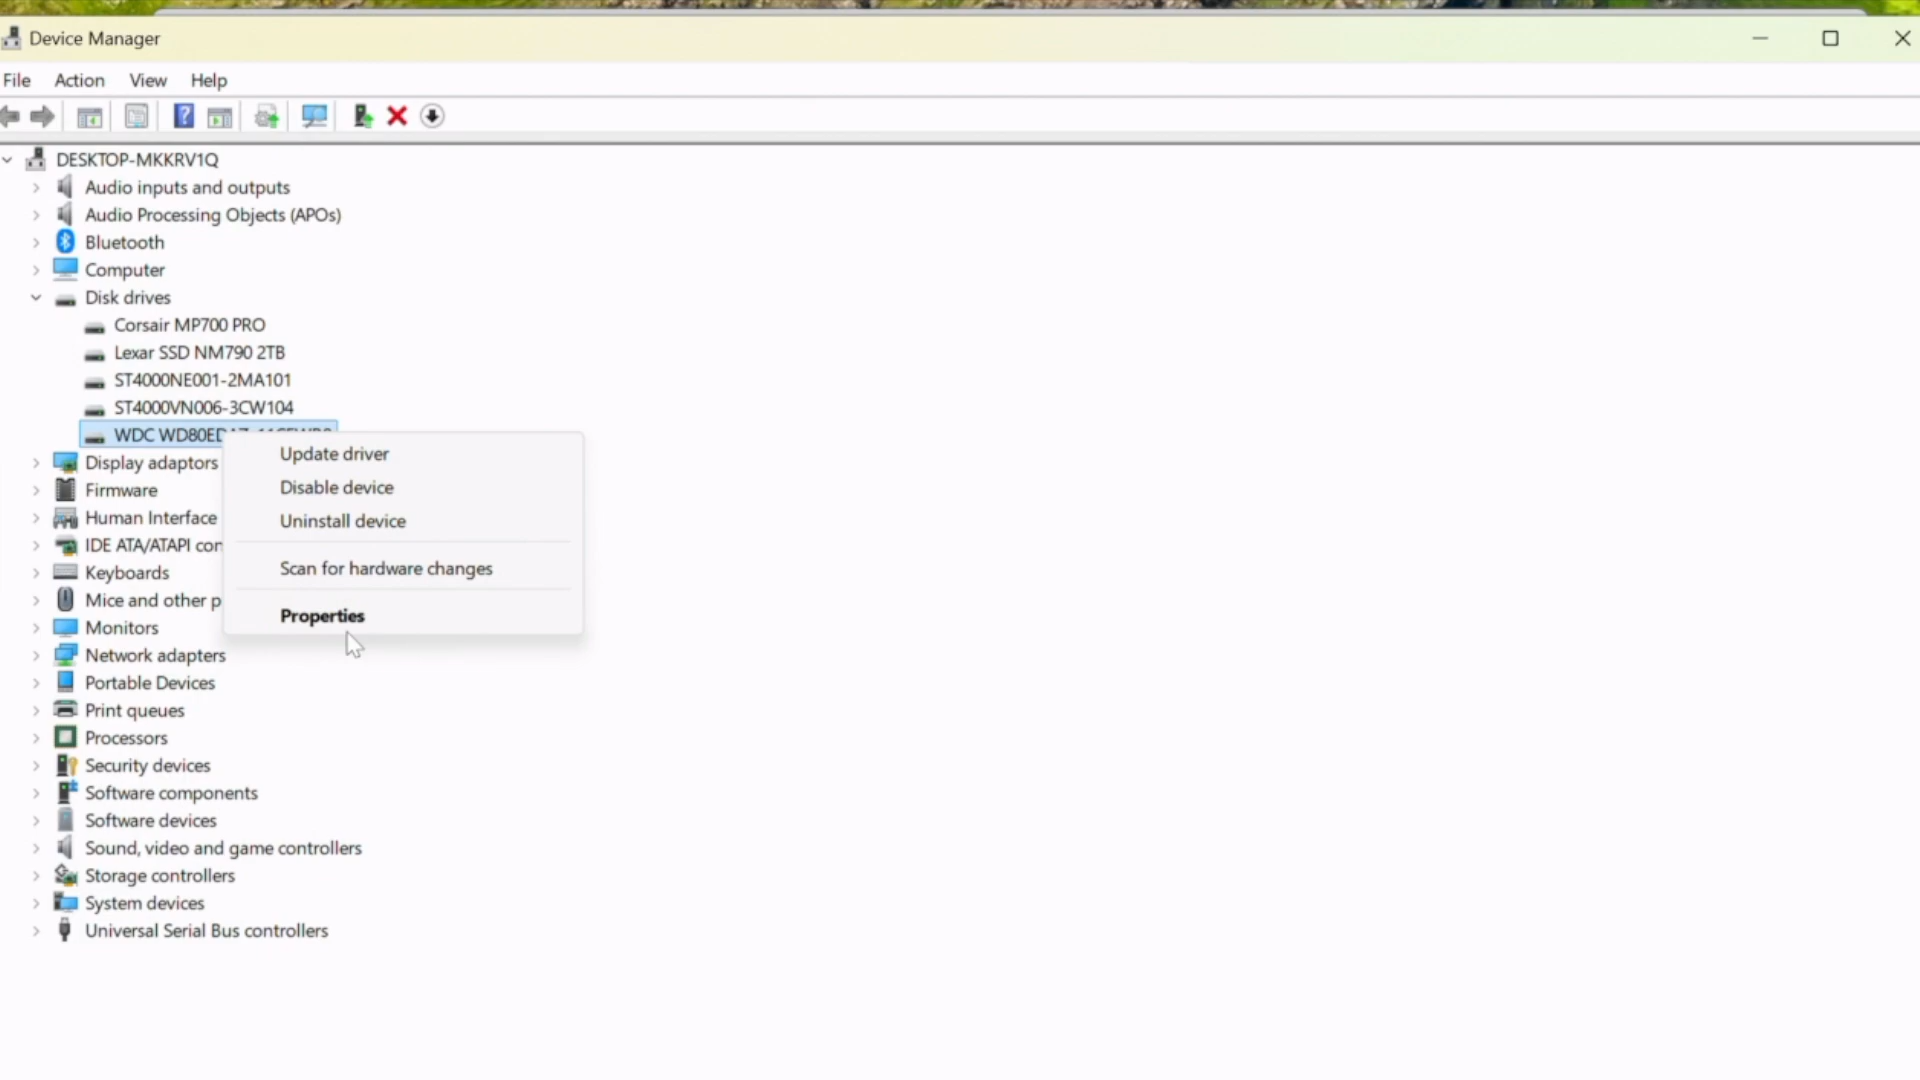 Device Manager
File Action View Help
DESKTOP-MKKRV1Q
Audio inputs and outputs
Audio Processing Objects (APOs)
Bluetooth
Computer
Disk drives
Corsair MP700 PRO
Lexar SSD NM790 2TB
ST4000NE001-2MA101
ST4000VN006-3CW104
WDC
Update driver
Display adaptors
Disable device
Firmware
Human Interface
Uninstall device
IDE ATA/ATAPI
Scan for hardware changes
Keyboards
Mice and other
Properties
Monitors
Network adapters
Portable Devices
Print queues
Processors
Security devices
Software components
Software devices
Sound, video and game controllers
Storage controllers
System devices
Universal Serial Bus controllers